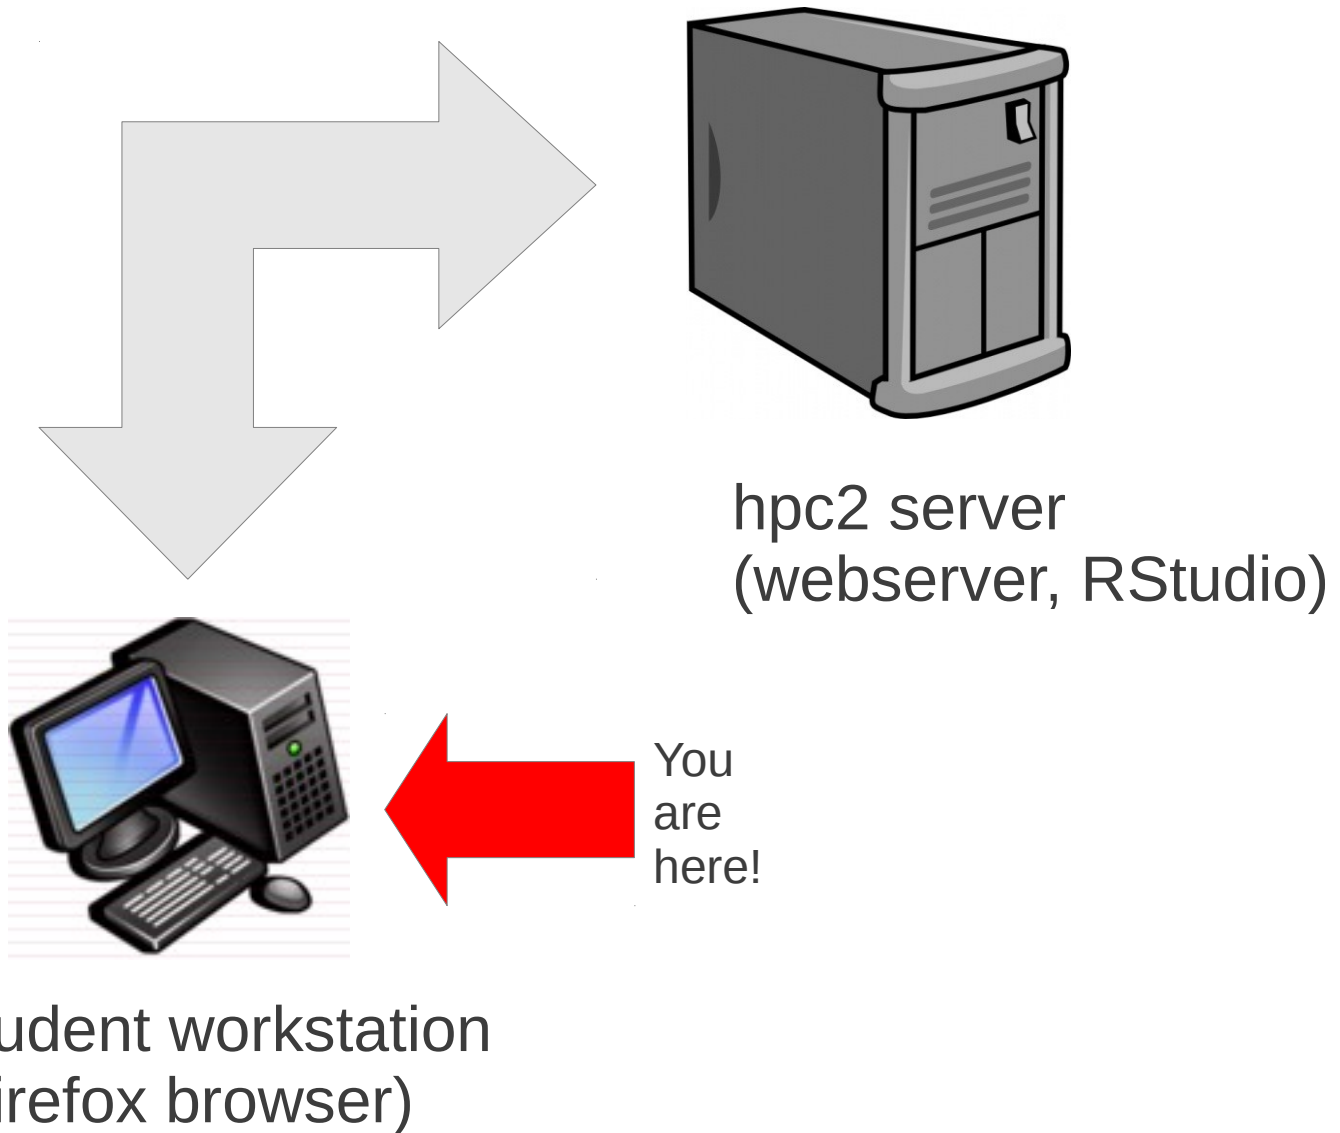 hpc2 server
(webserver, RStudio)
You
are
here!
udent workstation
irefox browser)